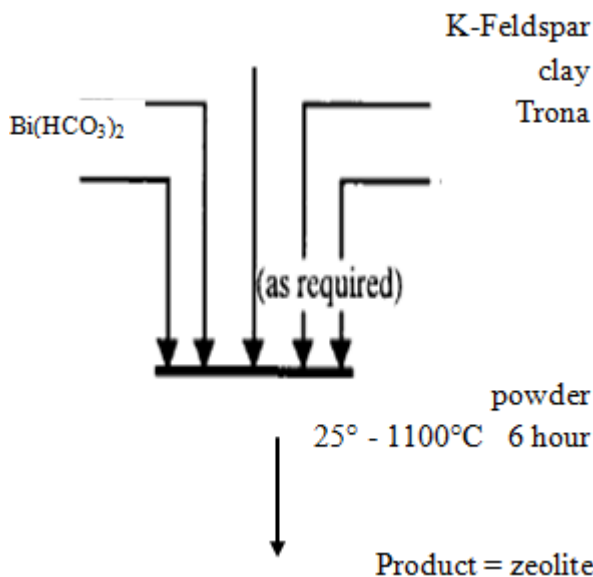 K-Feldspar
clay
Trona
Bi(HCO₃)₂
(as required)
powder
25° - 1100°C 6 hour
Product = zeolite